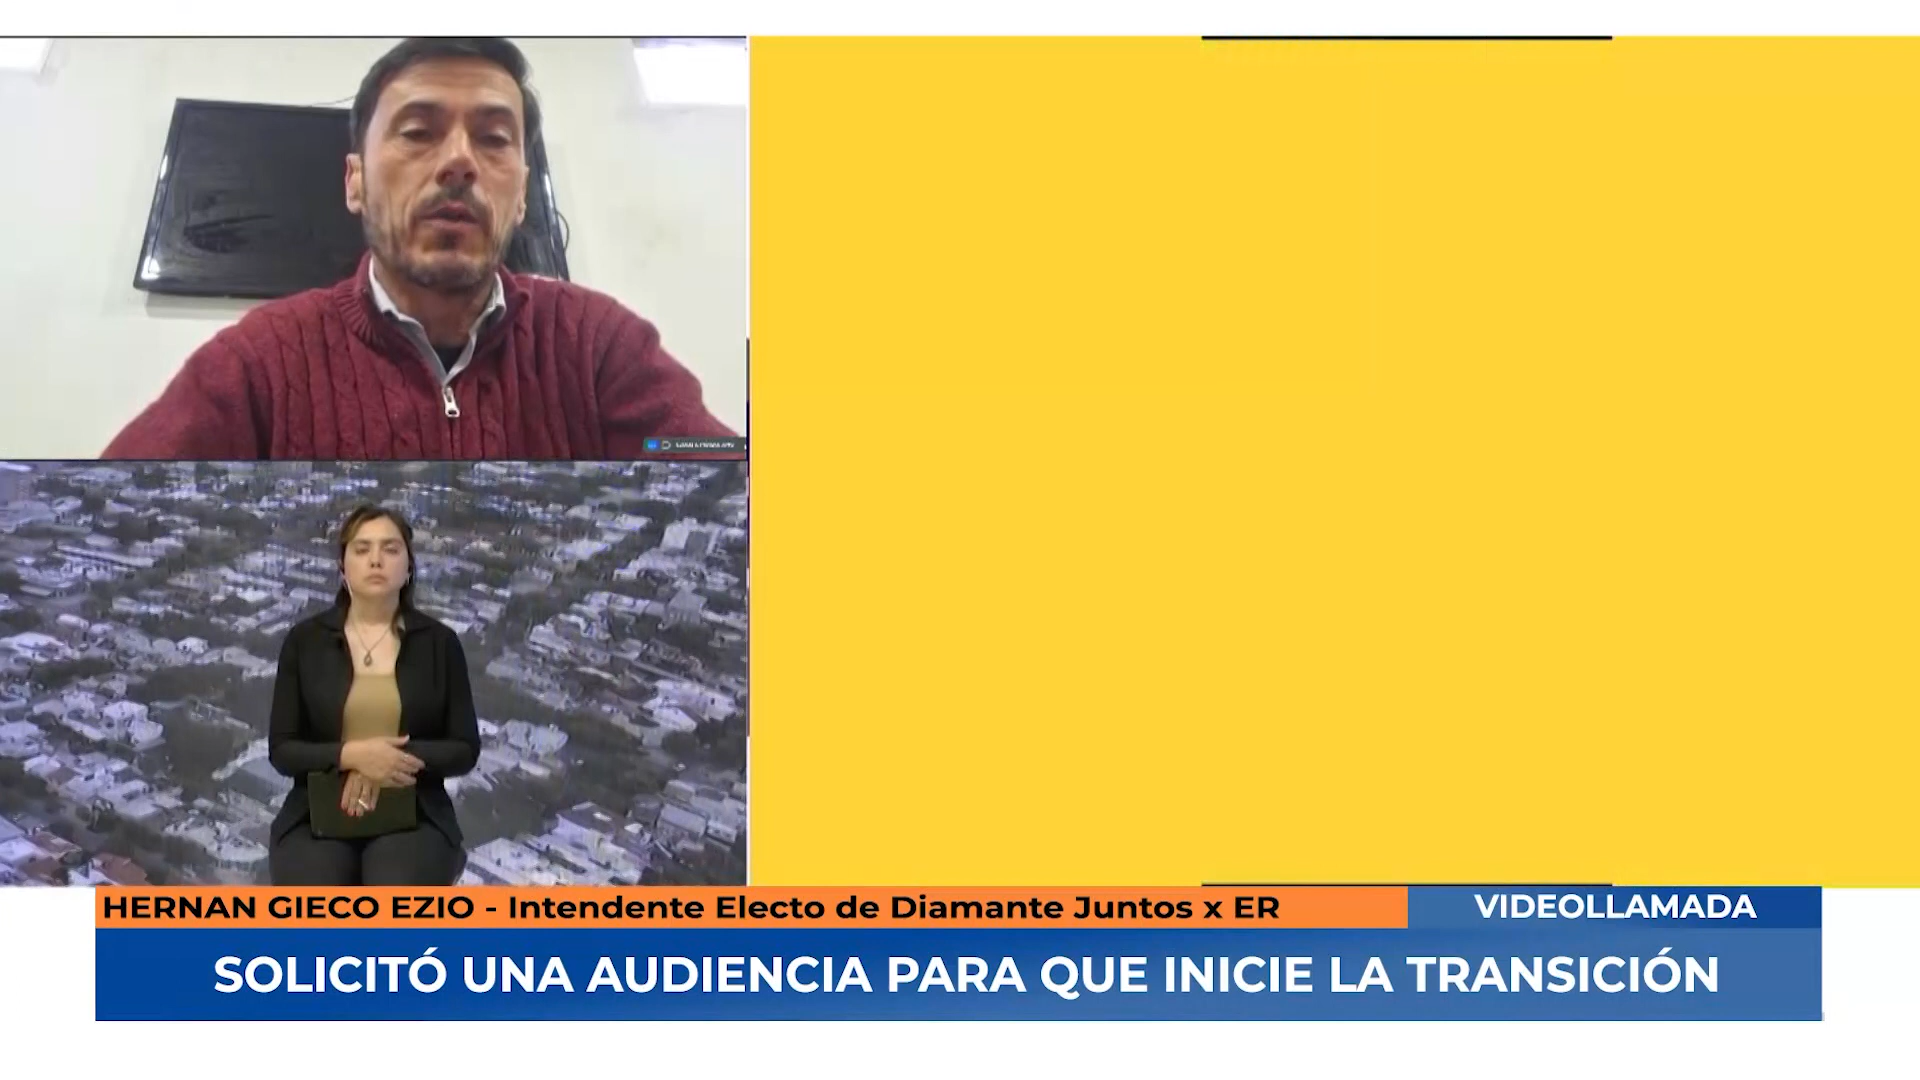 HERNAN GIECO EZIO - Intendente Electo de Diamante Juntos x ER
VIDEOLLAMADA
SOLICITÓ UNA AUDIENCIA PARA QUE INICIE LA TRANSICIÓN